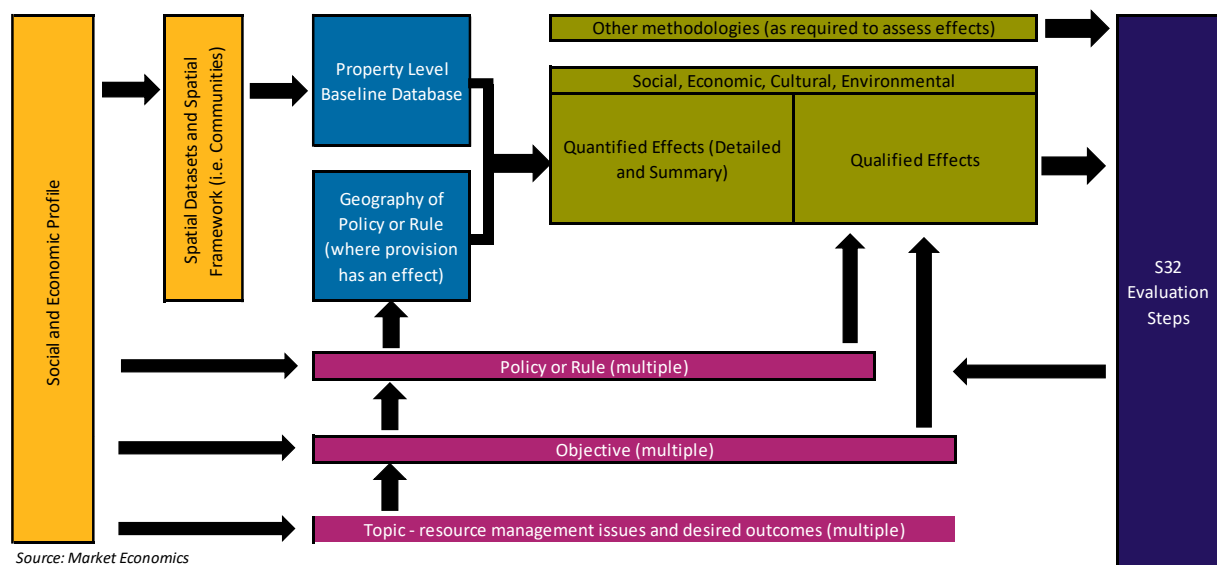 Social and Economic Profile
Spatial Datasets and Spatial
Framework (i.e. Communities)
Property Level
Baseline Database
Geography of
Policy or Rule
(where provision
has an effect)
Other methodologies (as required to assess effects)
Social, Economic, Cultural, Environmental
Quantified Effects (Detailed
and Summary)
Qualified Effects
S32
Evaluation
Steps
Policy or Rule (multiple)
Objective (multiple)
Topic - resource management issues and desired outcomes (multiple)
Source: Market Economics